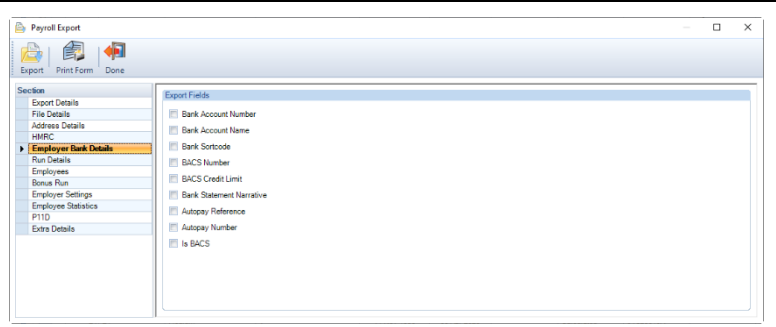 Payroll Export
Export Print Form Done
Section
Export Details
File Details
Address Details
HMRC
Employer Bank Details
Run Details
Employees
Bonus Run
Employer Settings
Employee Statistics
P11D
Extra Details
Export Fields
Bank Account Number
Bank Account Name
Bank Sortcode
BACS Number
BACS Credit Limit
Bank Statement Narrative
Autopay Reference
Autopay Number
Is BACS